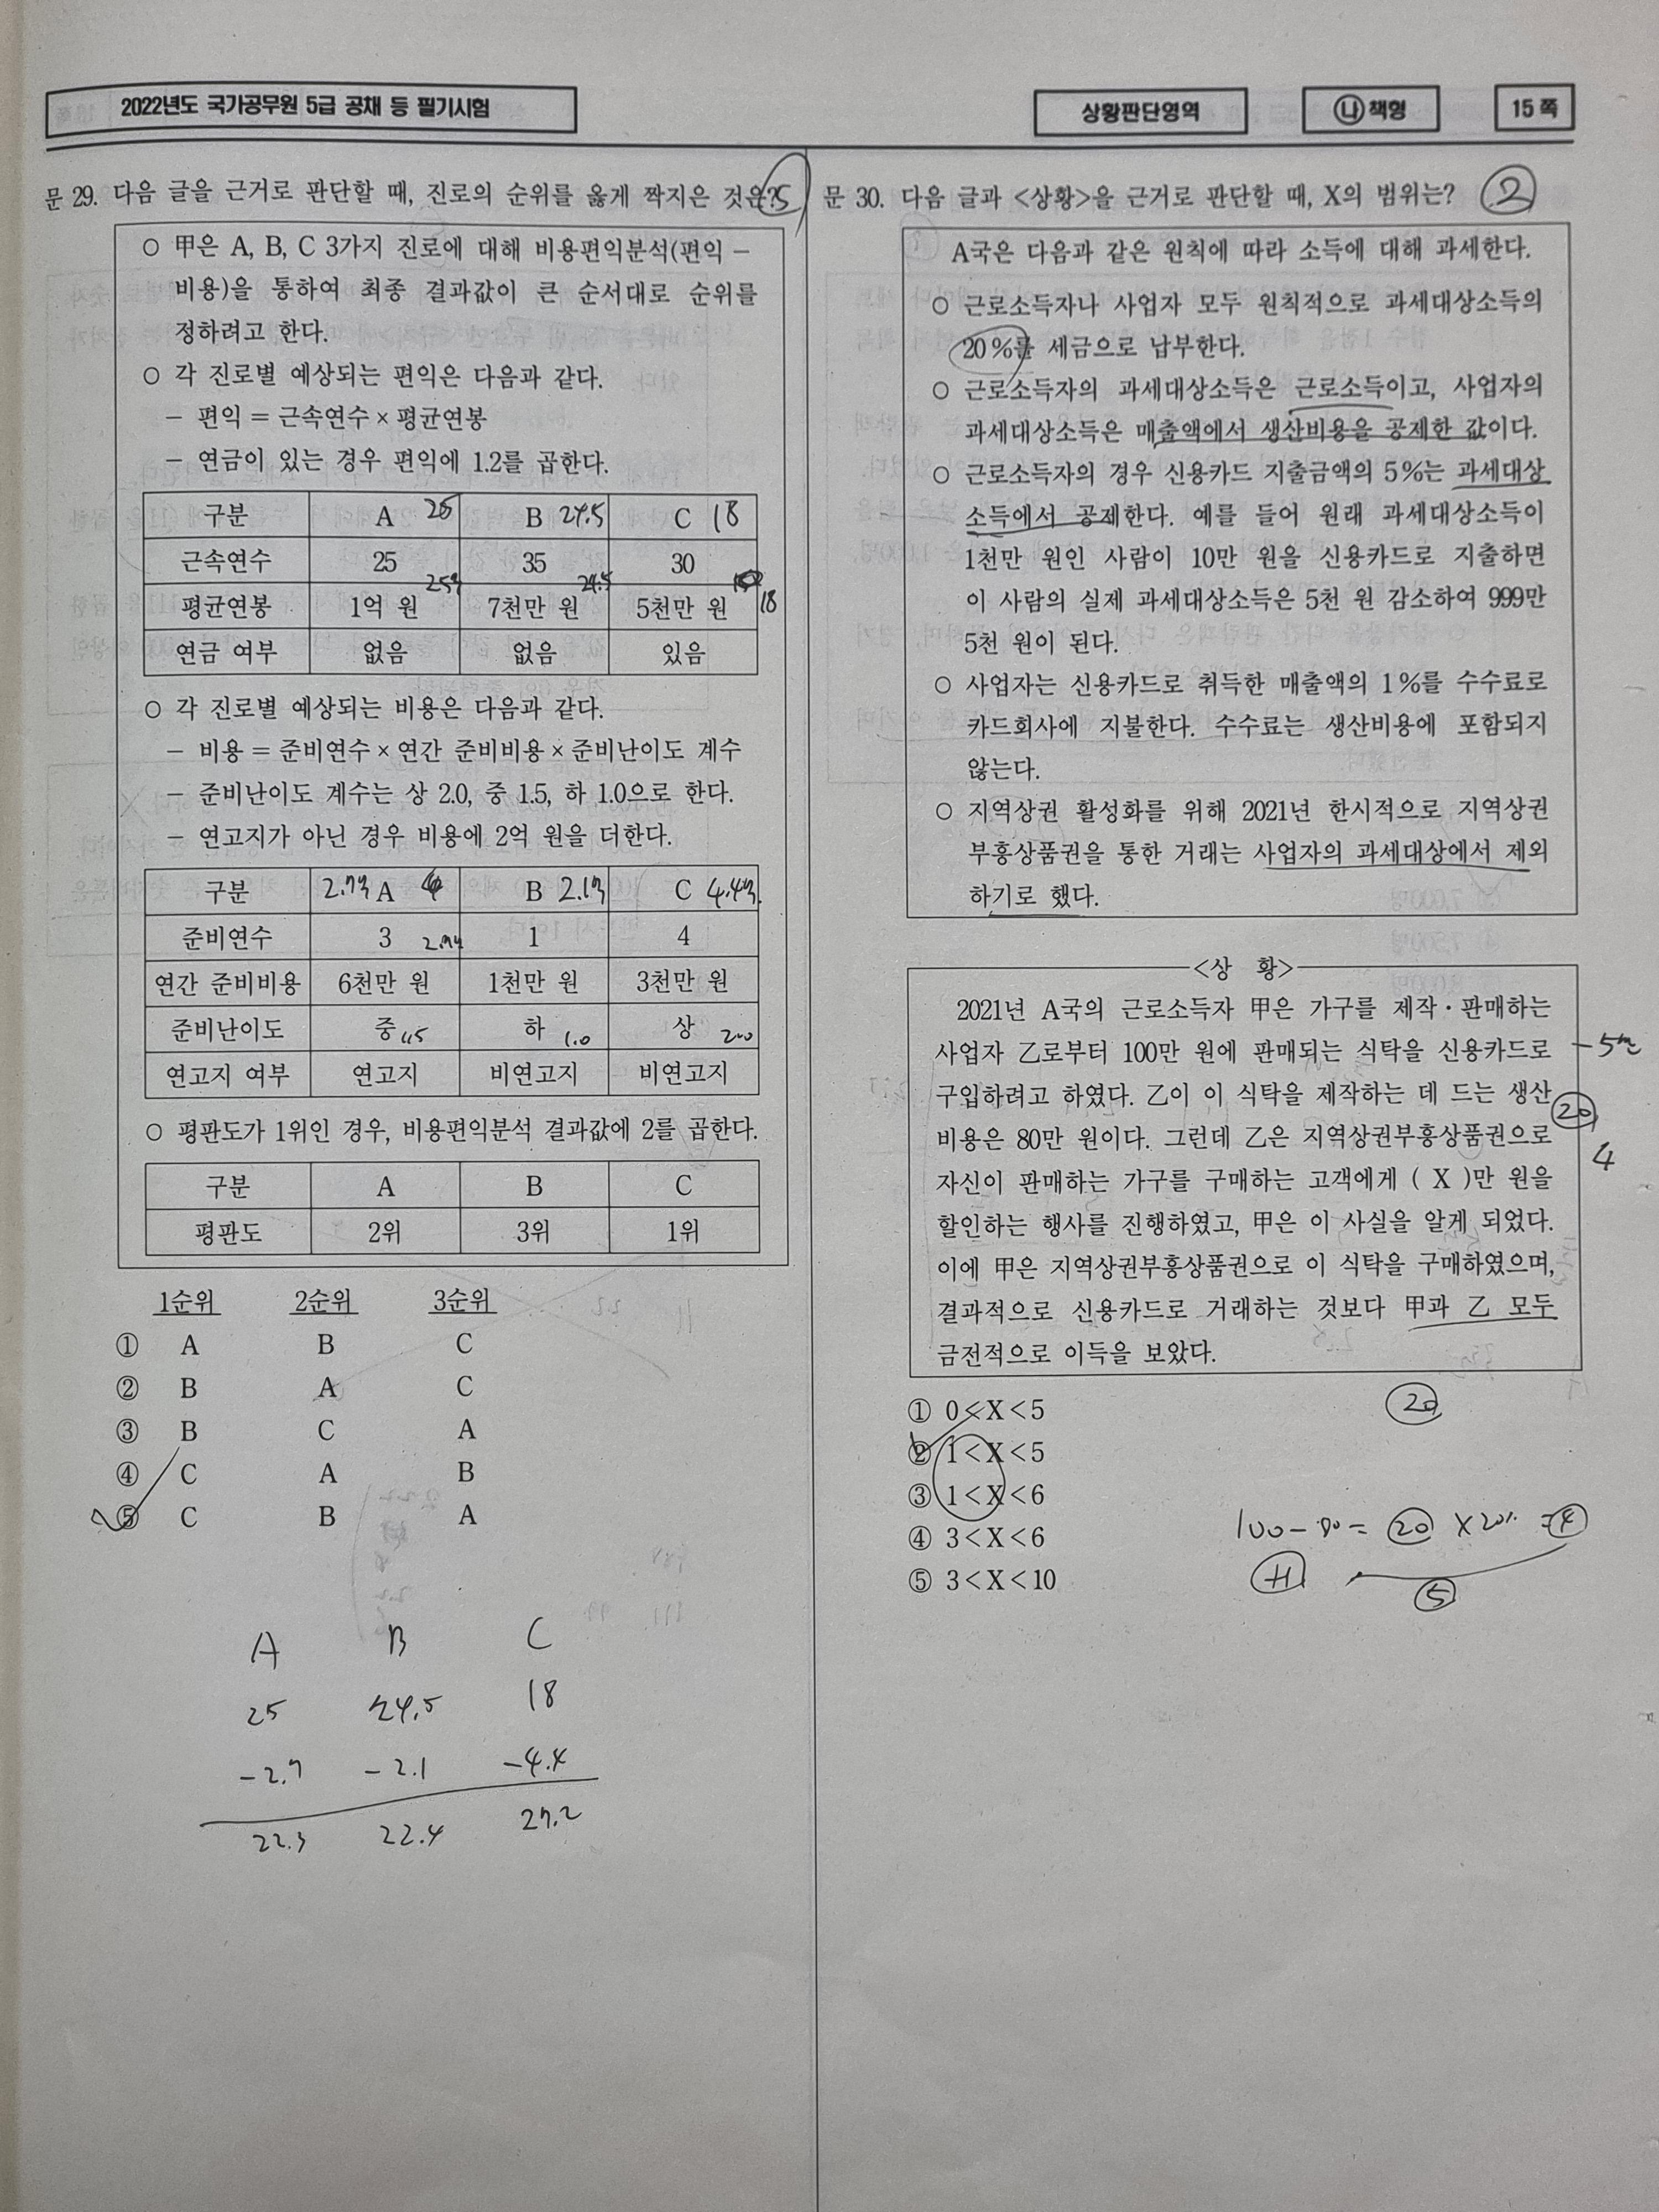 2022년도 국가공무원 5급 공채 등 필기시험
상황판단영역
나 책형
15 쪽
문 29. 다음 글을 근거로 판단할 때, 진로의 순위를 옳게 짝지은 것은? 5
○ 甲은 A, B, C 3가지 진로에 대해 비용편익분석(편익 −
비용)을 통하여 최종 결과값이 큰 순서대로 순위를
정하려고 한다.
○ 각 진로별 예상되는 편익은 다음과 같다.
− 편익 = 근속연수 × 평균연봉
− 연금이 있는 경우 편익에 1.2를 곱한다.
구분 A 25 B 24.5 C 18
근속연수 25 35 30
평균연봉 1억 원 7천만 원 5천만 원 18
연금 여부 없음 없음 있음
○ 각 진로별 예상되는 비용은 다음과 같다.
− 비용 = 준비연수 × 연간 준비비용 × 준비난이도 계수
− 준비난이도 계수는 상 2.0, 중 1.5, 하 1.0으로 한다.
− 연고지가 아닌 경우 비용에 2억 원을 더한다.
구분 2.7억 A B 2.1억 C 4.4억
준비연수 3 1 4
연간 준비비용 6천만 원 1천만 원 3천만 원
준비난이도 중 1.5 하 1.0 상 2.0
연고지 여부 연고지 비연고지 비연고지
○ 평판도가 1위인 경우, 비용편익분석 결과값에 2를 곱한다.
구분 A B C
평판도 2위 3위 1위
1순위 2순위 3순위
① A B C
② B A C
③ B C A
④ C A B
⑤ C B A
A B C
25 24.5 18
-2.7 -2.1 -4.4
22.3 22.4 27.2
문 30. 다음 글과 <상황>을 근거로 판단할 때, X의 범위는? 2
A국은 다음과 같은 원칙에 따라 소득에 대해 과세한다.
○ 근로소득자나 사업자 모두 원칙적으로 과세대상소득의
20 %를 세금으로 납부한다.
○ 근로소득자의 과세대상소득은 근로소득이고, 사업자의
과세대상소득은 매출액에서 생산비용을 공제한 값이다.
○ 근로소득자의 경우 신용카드 지출금액의 5 %는 과세대상
소득에서 공제한다. 예를 들어 원래 과세대상소득이
1천만 원인 사람이 10만 원을 신용카드로 지출하면
이 사람의 실제 과세대상소득은 5천 원 감소하여 999만
5천 원이 된다.
○ 사업자는 신용카드로 취득한 매출액의 1 %를 수수료로
카드회사에 지불한다. 수수료는 생산비용에 포함되지
않는다.
○ 지역상권 활성화를 위해 2021년 한시적으로 지역상권
부흥상품권을 통한 거래는 사업자의 과세대상에서 제외
하기로 했다.
<상 황>
2021년 A국의 근로소득자 甲은 가구를 제작·판매하는
사업자 乙로부터 100만 원에 판매되는 식탁을 신용카드로
구입하려고 하였다. 乙이 이 식탁을 제작하는 데 드는 생산
비용은 80만 원이다. 그런데 乙은 지역상권부흥상품권으로
자신이 판매하는 가구를 구매하는 고객에게 ( X )만 원을
할인하는 행사를 진행하였고, 甲은 이 사실을 알게 되었다.
이에 甲은 지역상권부흥상품권으로 이 식탁을 구매하였으며,
결과적으로 신용카드로 거래하는 것보다 甲과 乙 모두
금전적으로 이득을 보았다.
20
4
① 0 < X < 5
② 1 < X < 5
③ 1 < X < 6
④ 3 < X < 6
⑤ 3 < X < 10
20
100-80= 20 ×20% =4
+1
5